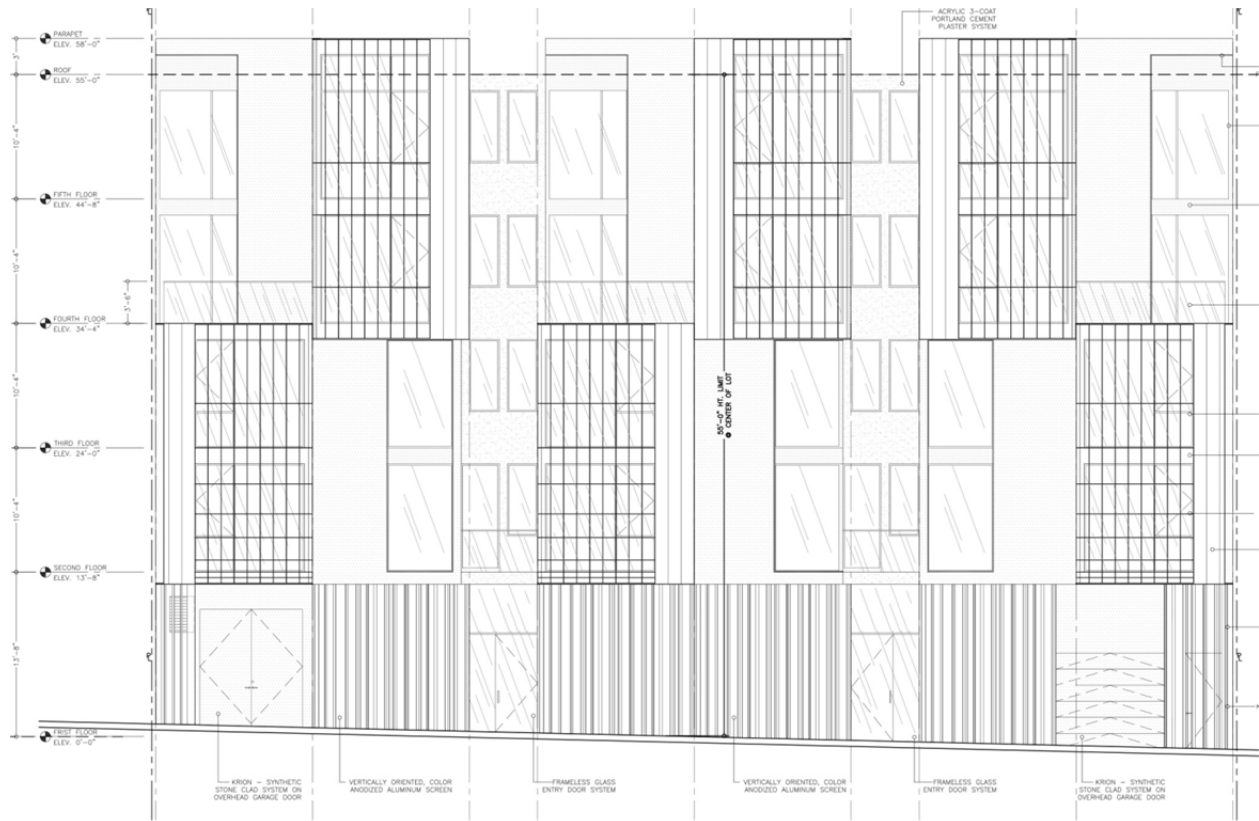 ACRYLIC 3-COAT
PORTLAND CEMENT
PLASTER SYSTEM
PARAPET
ELEV. 58'-0"
3'
ROOF
ELEV. 55'-0"
10'-4"
FIFTH FLOOR
ELEV. 44'-8"
10'-4"
3'-6"
FOURTH FLOOR
ELEV. 34'-4"
10'-4"
55'-0" HT. LIMIT
@ CENTER OF LOT
THIRD FLOOR
ELEV. 24'-0"
10'-4"
SECOND FLOOR
ELEV. 13'-8"
13'-8"
FRIST FLOOR
ELEV. 0'-0"
KRION - SYNTHETIC
STONE CLAD SYSTEM ON
OVERHEAD GARAGE DOOR
VERTICALLY ORIENTED, COLOR
ANODIZED ALUMINUM SCREEN
FRAMELESS GLASS
ENTRY DOOR SYSTEM
VERTICALLY ORIENTED, COLOR
ANODIZED ALUMINUM SCREEN
FRAMELESS GLASS
ENTRY DOOR SYSTEM
KRION - SYNTHETIC
STONE CLAD SYSTEM ON
OVERHEAD GARAGE DOOR